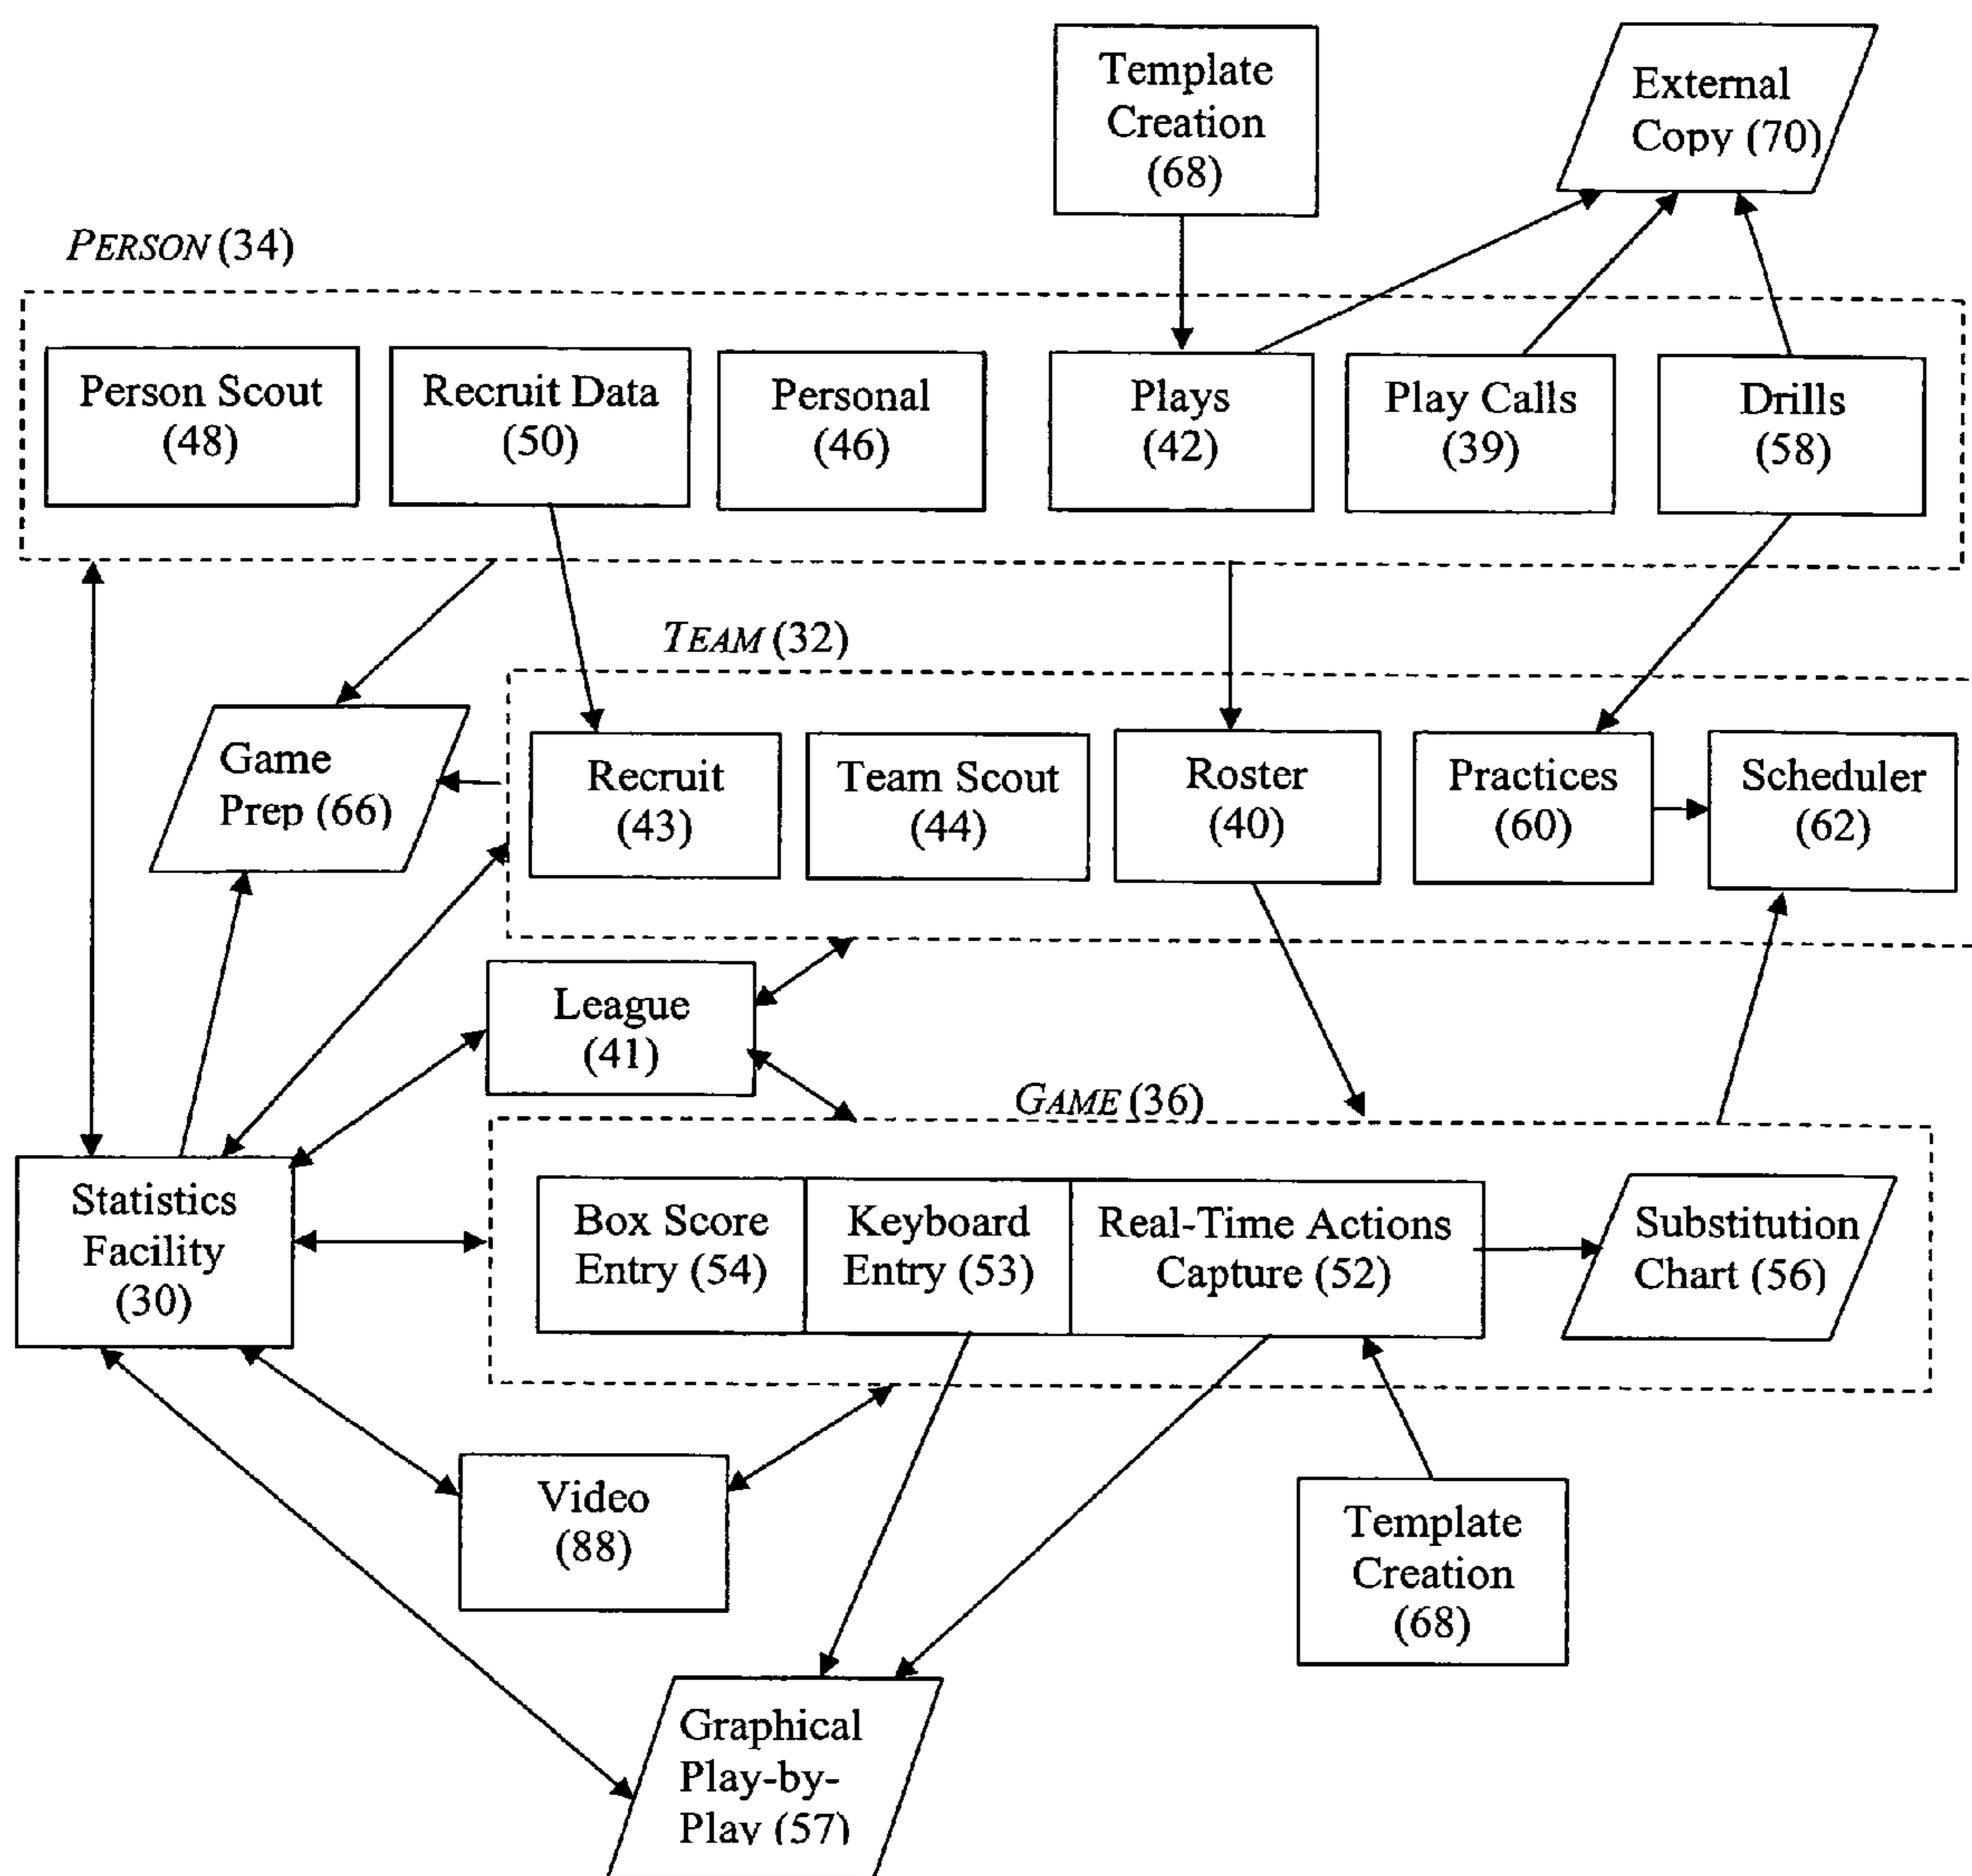 Template
Creation
(68)
External
Copy (70)
PERSON (34)
Person Scout
(48)
Recruit Data
(50)
Personal
(46)
Plays
(42)
Play Calls
(39)
Drills
(58)
TEAM (32)
Game
Prep (66)
Recruit
(43)
Team Scout
(44)
Roster
(40)
Practices
(60)
Scheduler
(62)
League
(41)
GAME (36)
Statistics
Facility
(30)
Box Score
Entry (54)
Keyboard
Entry (53)
Real-Time Actions
Capture (52)
Substitution
Chart (56)
Video
(88)
Template
Creation
(68)
Graphical
Play-by-
Play (57)